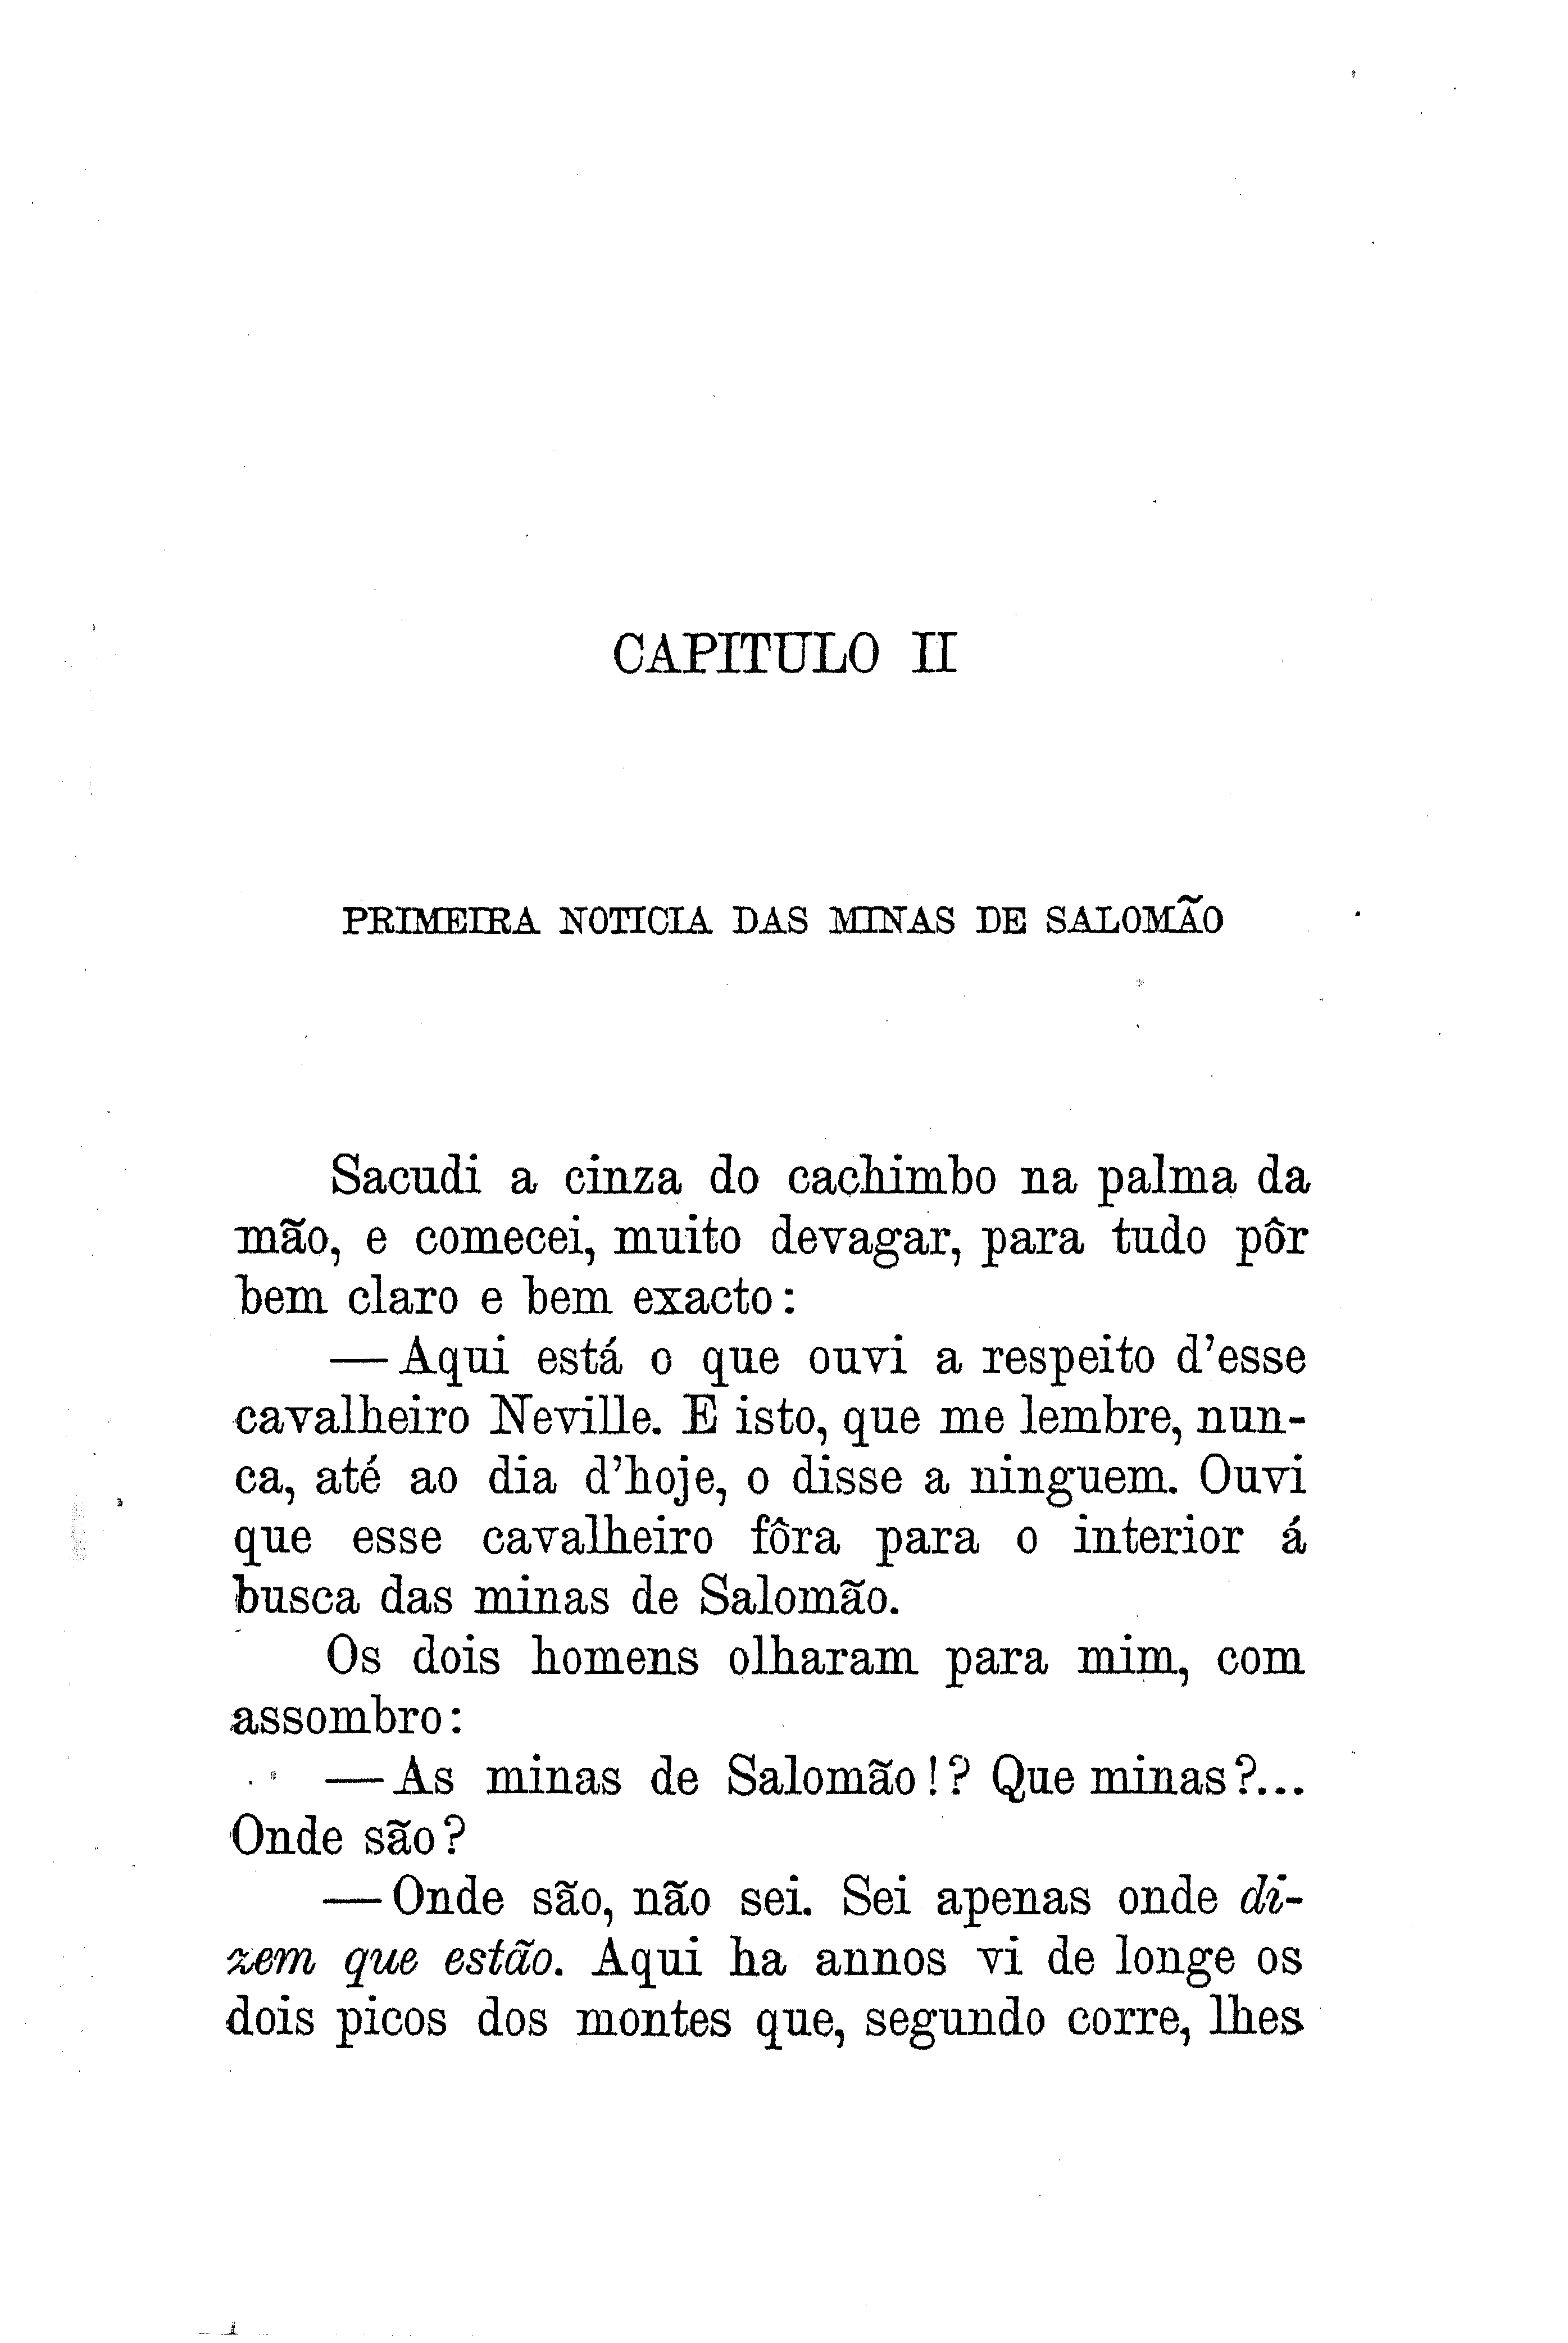 CAPITULO II
PRIMEIRA NOTICIA DAS MINAS DE SALOMÃO
Sacudi a cinza do cachimbo na palma da
mão, e comecei, muito devagar, para tudo pôr
bem claro e bem exacto:
—Aqui está o que ouvi a respeito d'esse
cavalheiro Neville. E isto, que me lembre, nun-
ca, até ao dia d'hoje, o disse a ninguem. Ouvi
que esse cavalheiro fôra para o interior á
busca das minas de Salomão.
Os dois homens olharam para mim, com
assombro:
—As minas de Salomão!? Que minas?...
Onde são?
—Onde são, não sei. Sei apenas onde di-
zem que estão. Aqui ha annos vi de longe os
dois picos dos montes que, segundo corre, lhes